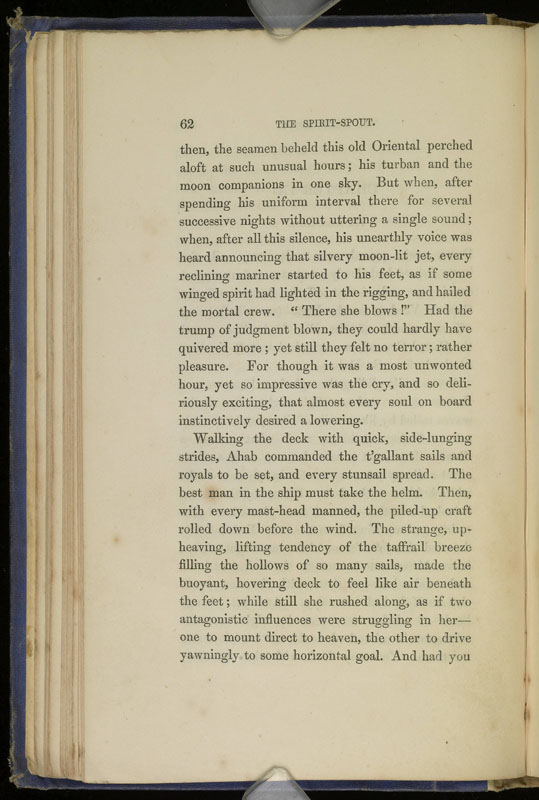 62 THE SPIRIT-SPOUT.
then, the seamen beheld this old Oriental perched
aloft at such unusual hours; his turban and the
moon companions in one sky. But when, after
spending his uniform interval there for several
successive nights without uttering a single sound;
when, after all this silence, his unearthly voice was
heard announcing that silvery moon-lit jet, every
reclining mariner started to his feet, as if some
winged spirit had lighted in the rigging, and hailed
the mortal crew. “ There she blows !” Had the
trump of judgment blown, they could hardly have
quivered more; yet still they felt no terror; rather
pleasure. For though it was a most unwonted
hour, yet so impressive was the cry, and so deli-
riously exciting, that almost every soul on board
instinctively desired a lowering.
Walking the deck with quick, side-lunging
strides, Ahab commanded the t’gallant sails and
royals to be set, and every stunsail spread. The
best man in the ship must take the helm. Then,
with every mast-head manned, the piled-up craft
rolled down before the wind. The strange, up-
heaving, lifting tendency of the taffrail breeze
filling the hollows of so many sails, made the
buoyant, hovering deck to feel like air beneath
the feet; while still she rushed along, as if two
antagonistic influences were struggling in her—
one to mount direct to heaven, the other to drive
yawningly to some horizontal goal. And had you